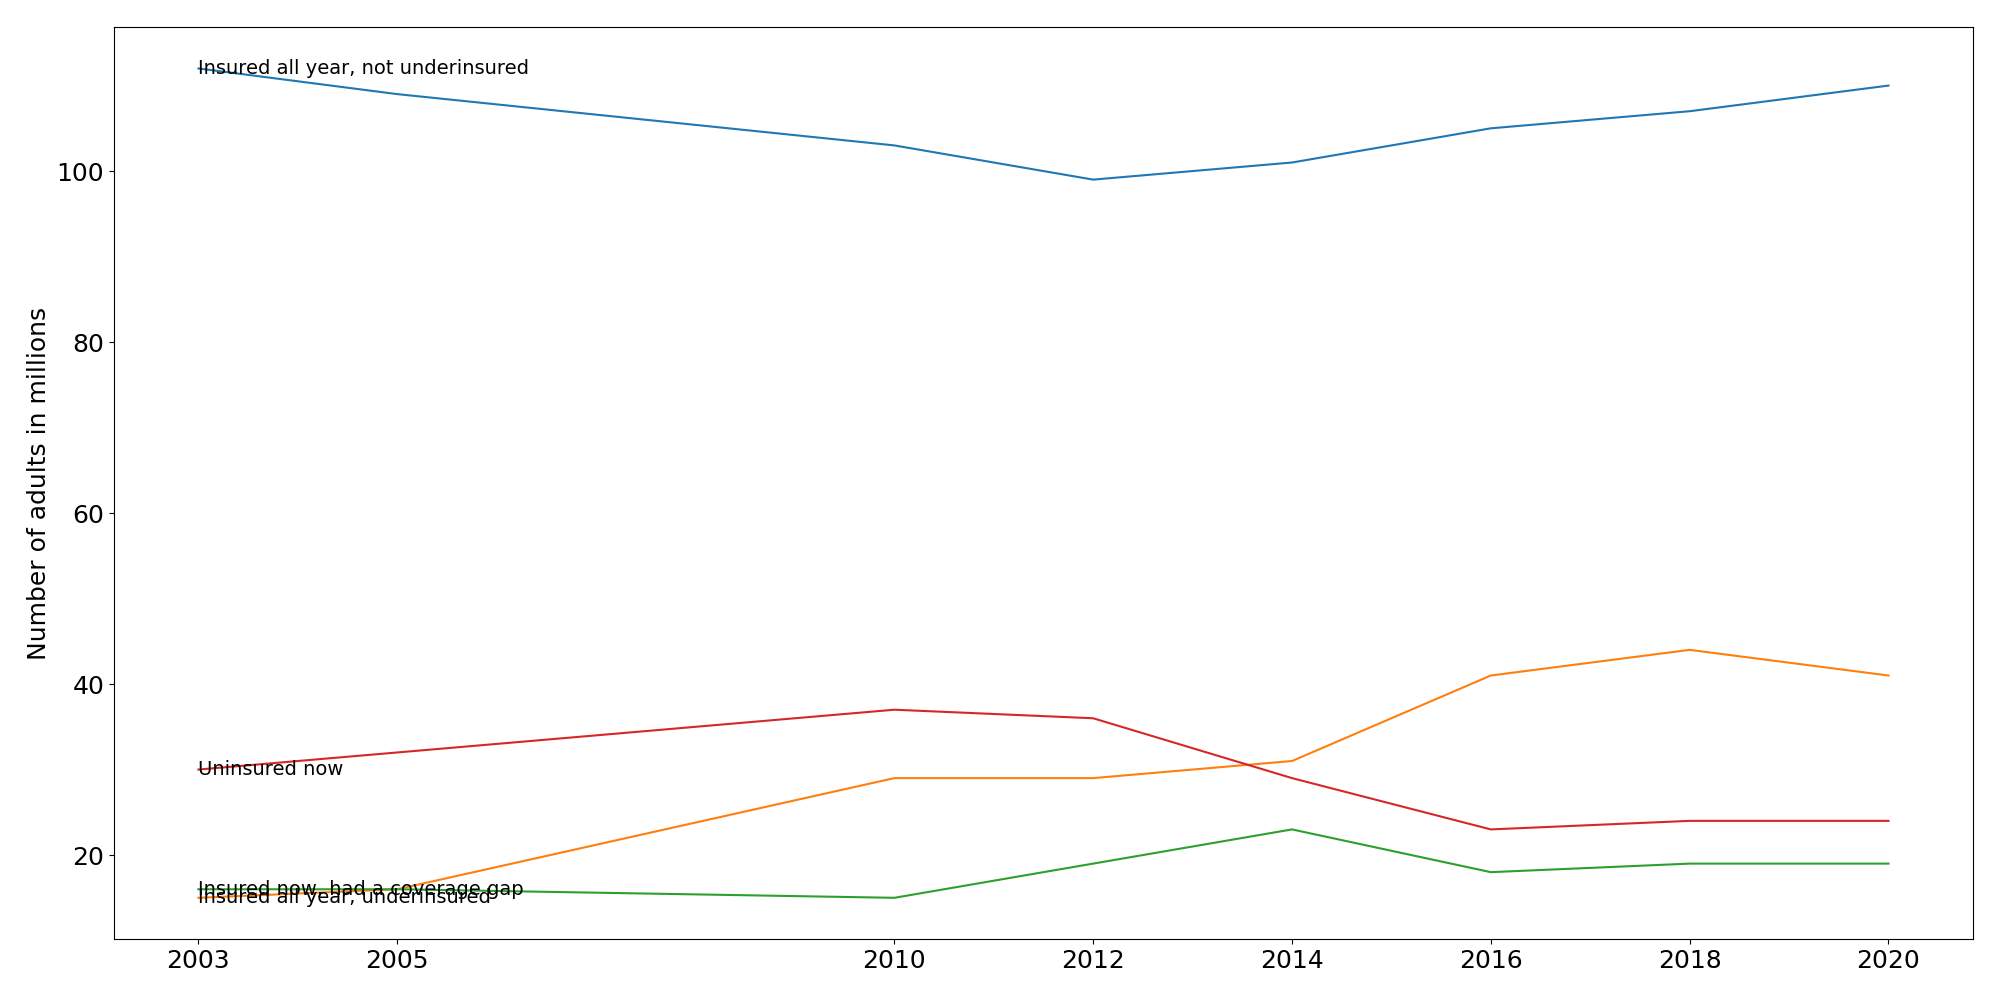 Insured all year, not underinsured
100
80
60
40
20
Number of adults in millions
Uninsured now
Insured now, had a coverage gap
Insured all year, underinsured
2003 2005 2010 2012 2014 2016 2018 2020